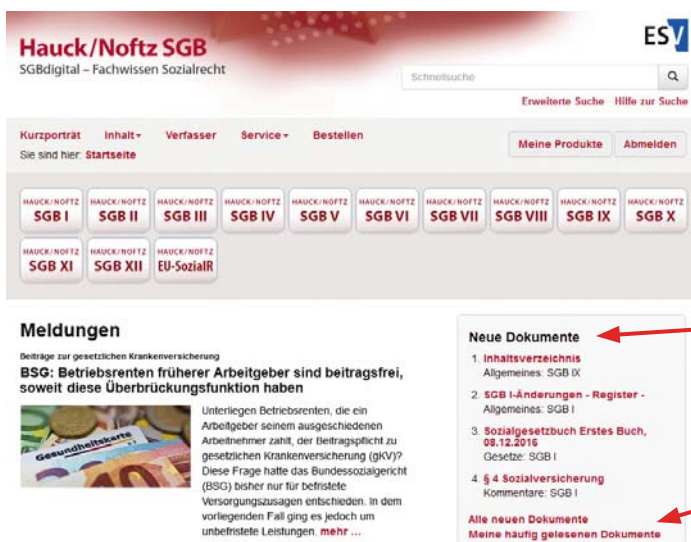 Hauck/Noftz SGB
SGBdigital – Fachwissen Sozialrecht
ESV
Schnellsuche
Erweiterte Suche Hilfe zur Suche
Kurzporträt Inhalt Verfasser Service Bestellen
Sie sind hier: Startseite
Meine Produkte Abmelden
HAUCK/NOFTZ HAUCK/NOFTZ HAUCK/NOFTZ HAUCK/NOFTZ HAUCK/NOFTZ HAUCK/NOFTZ HAUCK/NOFTZ HAUCK/NOFTZ HAUCK/NOFTZ HAUCK/NOFTZ
SGB I SGB II SGB III SGB IV SGB V SGB VI SGB VII SGB VIII SGB IX SGB X
HAUCK/NOFTZ HAUCK/NOFTZ HAUCK/NOFTZ
SGB XI SGB XII EU-SozialR
Meldungen
Beiträge zur gesetzlichen Krankenversicherung
BSG: Betriebsrenten früherer Arbeitgeber sind beitragsfrei,
soweit diese Überbrückungsfunktion haben
Gesundheitskarte
Unterliegen Betriebsrenten, die ein
Arbeitgeber seinem ausgeschiedenen
Arbeitnehmer zahlt, der Beitragspflicht zu
gesetzlichen Krankenversicherung (gKV)?
Diese Frage hatte das Bundessozialgericht
(BSG) bisher nur für befristete
Versorgungszusagen entschieden. In dem
vorliegenden Fall ging es jedoch um
unbefristete Leistungen. mehr ...
Neue Dokumente
1. Inhaltsverzeichnis
Allgemeines: SGB IX
2. SGB I-Änderungen - Register -
Allgemeines: SGB I
3. Sozialgesetzbuch Erstes Buch,
08.12.2016
Gesetze: SGB I
4. § 4 Sozialversicherung
Kommentare: SGB I
Alle neuen Dokumente
Meine häufig gelesenen Dokumente